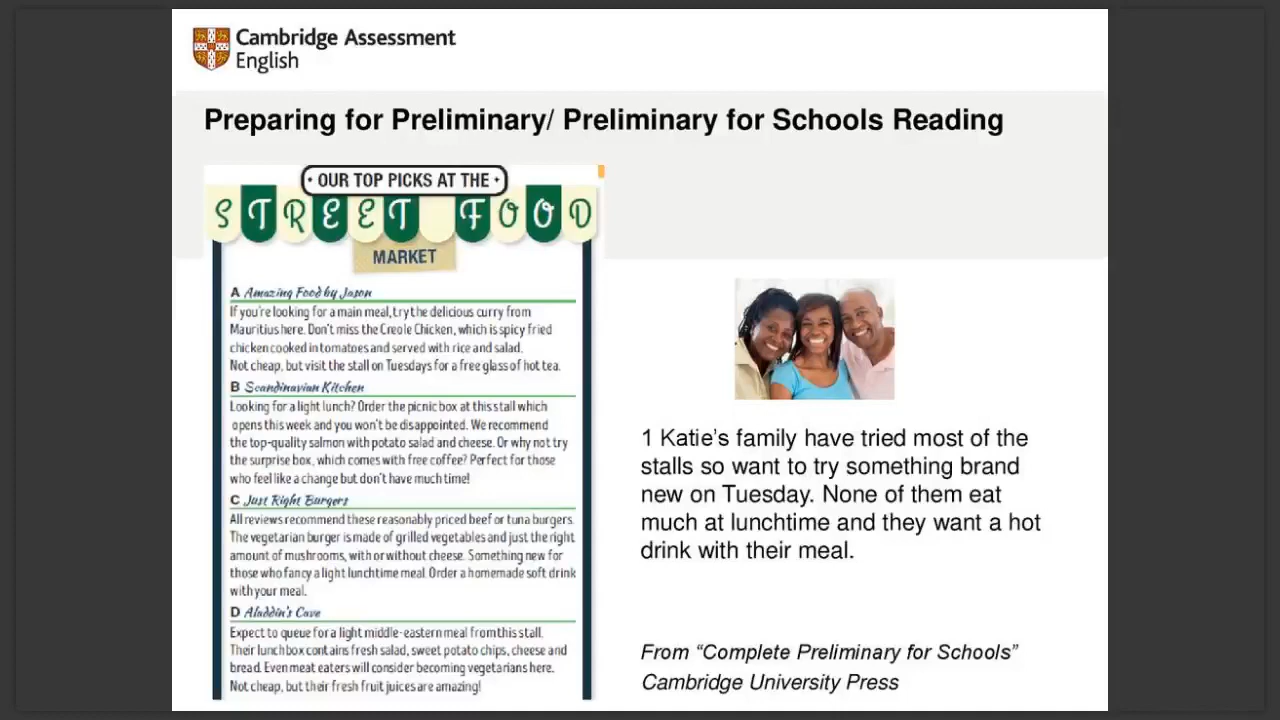 Cambridge Assessment
English
Preparing for Preliminary/ Preliminary for Schools Reading
• OUR TOP PICKS AT THE •
STREET FOOD
MARKET
A Amazing Food by Jason
If you're looking for a main meal, try the delicious curry from
Mauritius here. Don't miss the Creole Chicken, which is spicy fried
chicken cooked in tomatoes and served with rice and salad.
Not cheap, but visit the stall on Tuesdays for a free glass of hot tea.
B Scandinavian Kitchen
Looking for a light lunch? Order the picnic box at this stall which
opens this week and you won't be disappointed. We recommend
the top-quality salmon with potato salad and cheese. Or why not try
the surprise box, which comes with free coffee? Perfect for those
who feel like a change but don't have much time!
C Just Right Burgers
All reviews recommend these reasonably priced beef or tuna burgers.
The vegetarian burger is made of grilled vegetables and just the right
amount of mushrooms, with or without cheese. Something new for
those who fancy a light lunchtime meal. Order a homemade soft drink
with your meal.
D Aladdin's Cave
Expect to queue for a light middle-eastern meal from this stall.
Their lunchbox contains fresh salad, sweet potato chips, cheese and
bread. Even meat eaters will consider becoming vegetarians here.
Not cheap, but their fresh fruit juices are amazing!
1 Katie's family have tried most of the
stalls so want to try something brand
new on Tuesday. None of them eat
much at lunchtime and they want a hot
drink with their meal.
From "Complete Preliminary for Schools"
Cambridge University Press